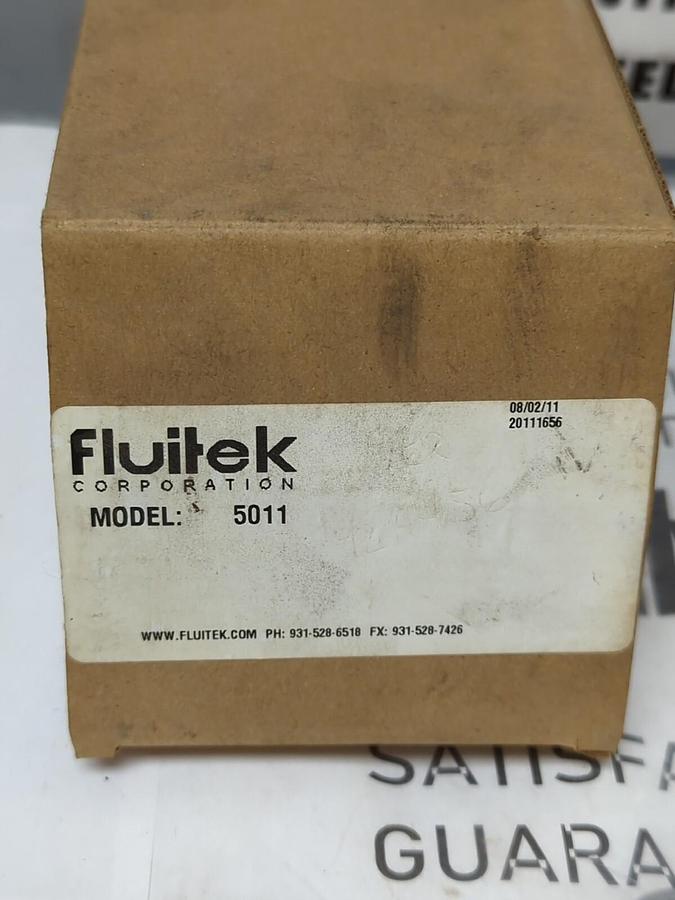 08/02/11
20111656
Fluitek
CORPORATION
MODEL: 5011
WWW.FLUITEK.COM PH: 931-528-6518 FX: 931-528-7426
SATISFA
GUARA